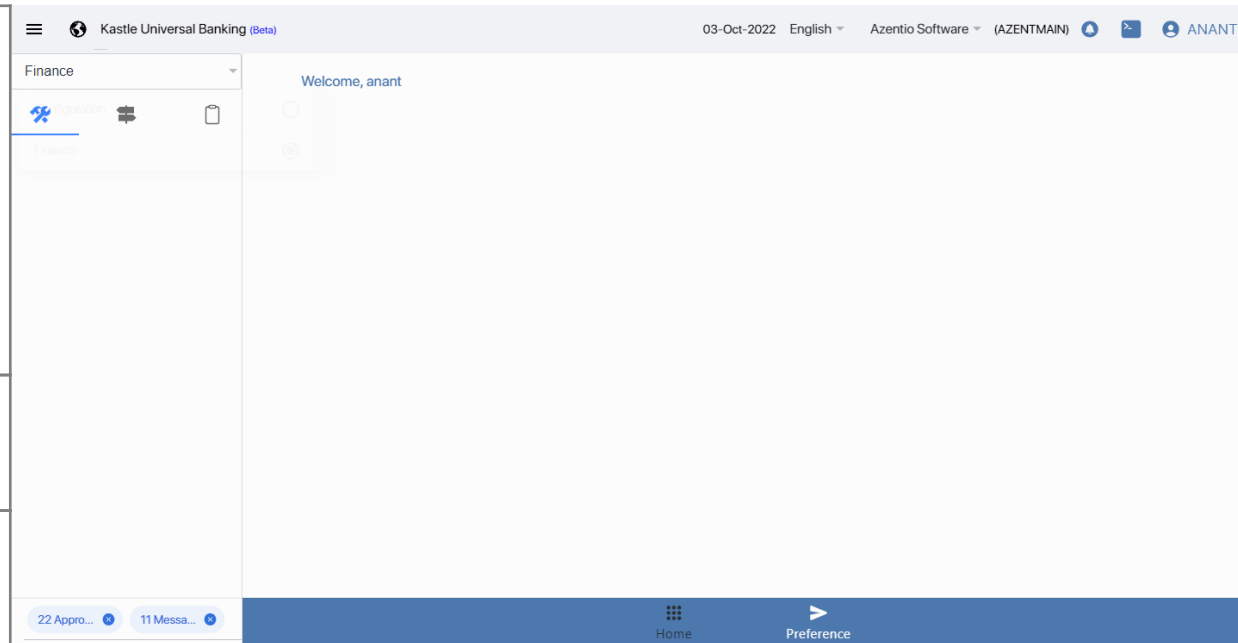 Kastle Universal Banking (Beta) 03-Oct-2022 English Azentio Software (AZENTMAIN) ANANT
Finance
Welcome, anant
Finance
22 Appro... 11 Messa...
Home Preference